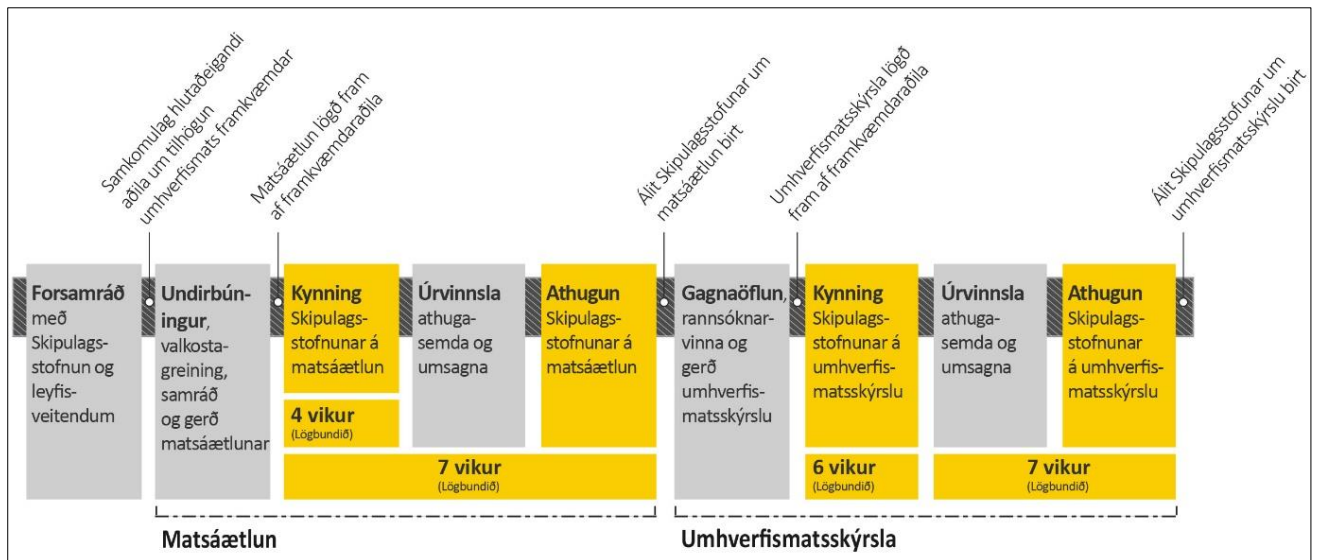 Samkomulag hlutaðeigandi
aðila um tilhögun
umhverfismats framkvæmdar
Matsáætlun lögð fram
af framkvæmdaraðila
Álit Skipulagsstofunar um
matsáætlun birt
Umhverfismatsskýrsla lögð
fram af framkvæmdaraðila
Álit Skipulagsstofunar um
umhverfismatsskýrslu birt
Forsamráð
með
Skipulags-
stofnun og
leyfis-
veitendum
Undirbún-
ingur,
valkosta-
greining,
samráð
og gerð
matsáætlunar
Kynning
Skipulags-
stofnunar á
matsáætlun
4 vikur
(Lögbundið)
Úrvinnsla
athuga-
semda og
umsagna
Athugun
Skipulags-
stofnunar á
matsáætlun
7 vikur
(Lögbundið)
Gagnaöflun,
rannsóknar-
vinna og
gerð
umhverfis-
matsskýrslu
Kynning
Skipulags-
stofnunar á
umhverfis-
matsskýrslu
6 vikur
(Lögbundið)
Úrvinnsla
athuga-
semda og
umsagna
Athugun
Skipulags-
stofnunar
á umhverfis-
matsskýrslu
7 vikur
(Lögbundið)
Matsáætlun
Umhverfismatsskýrsla